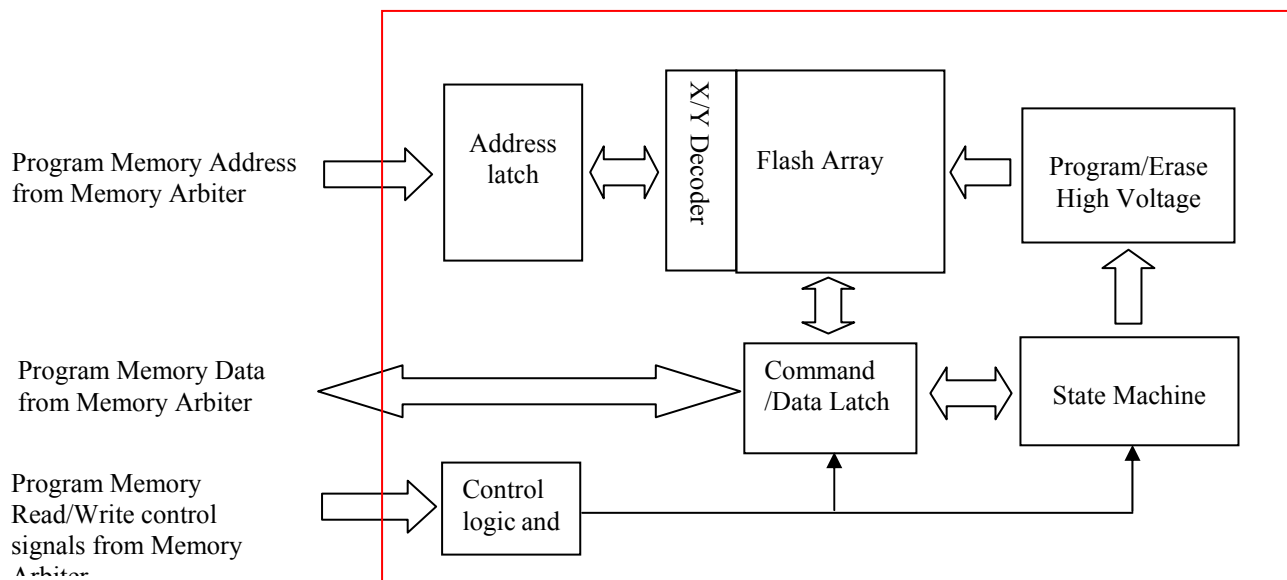 Program Memory Address
from Memory Arbiter
Address
latch
X/Y Decoder
Flash Array
Program/Erase
High Voltage
Program Memory Data
from Memory Arbiter
Command
/Data Latch
State Machine
Program Memory
Read/Write control
signals from Memory
Arbiter
Control
logic and